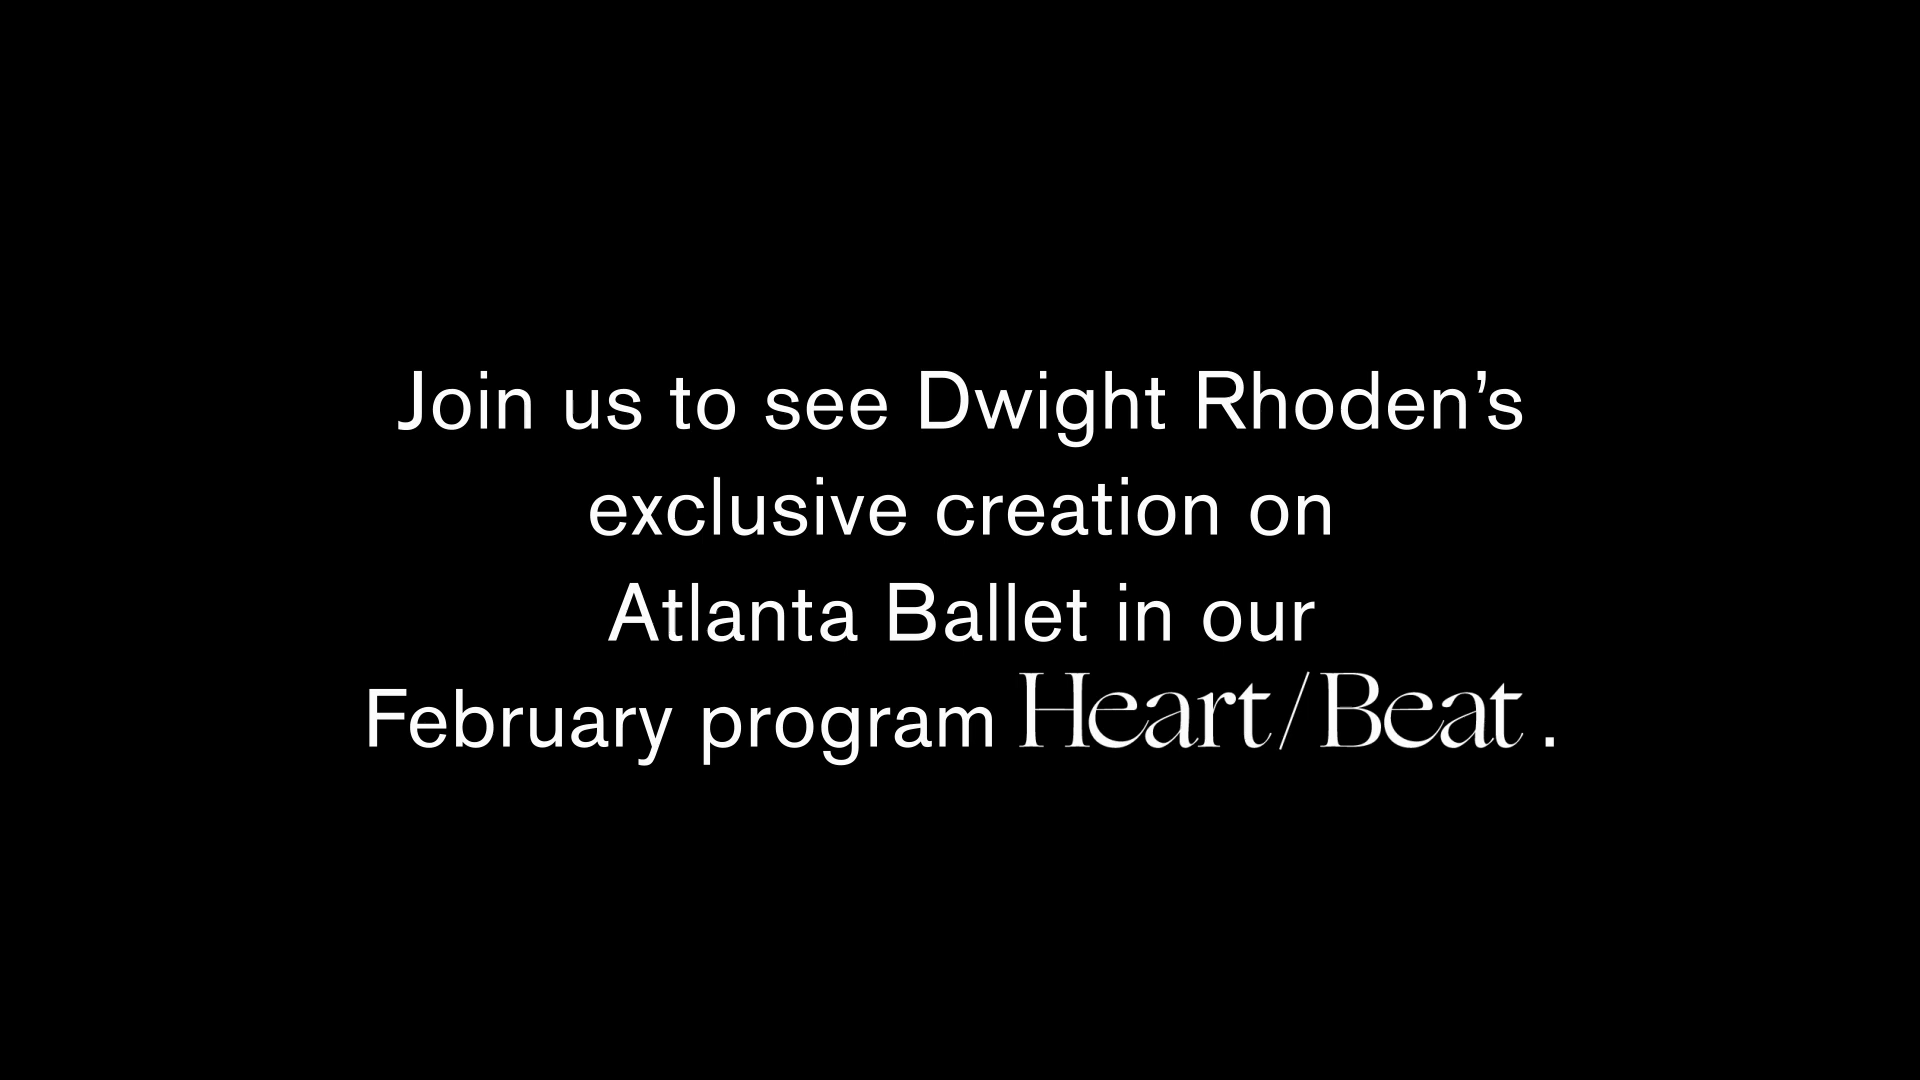 Join us to see Dwight Rhoden’s
exclusive creation on
Atlanta Ballet in our
February program Heart/Beat .